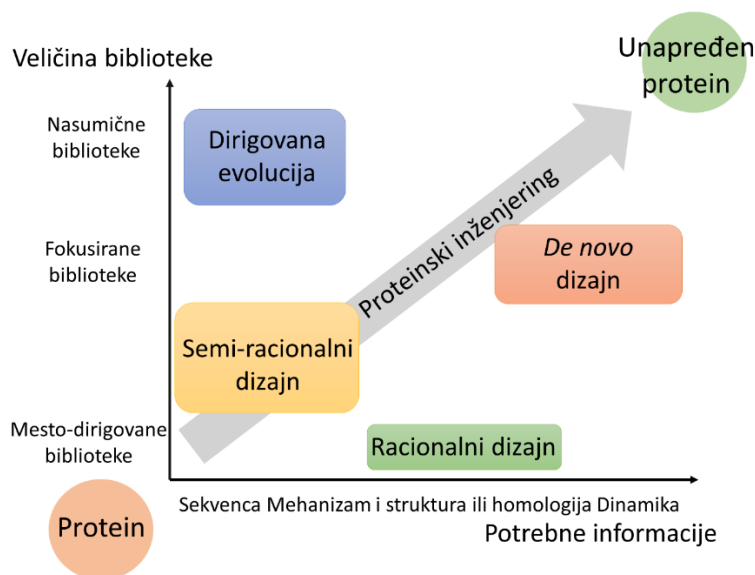 Unapređen
protein
Veličina biblioteke
Nasumične
biblioteke
Dirigovana
evolucija
Fokusirane
biblioteke
Proteinski inženjering
De novo
dizajn
Semi-racionalni
dizajn
Mesto-dirigovane
biblioteke
Racionalni dizajn
Sekvenca Mehanizam i struktura ili homologija Dinamika
Protein
Potrebne informacije